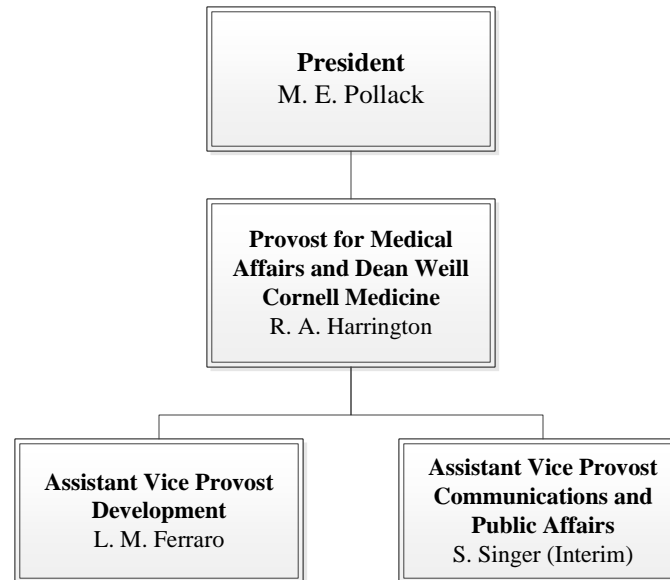 President
M. E. Pollack
Provost for Medical
Affairs and Dean Weill
Cornell Medicine
R. A. Harrington
Assistant Vice Provost
Development
L. M. Ferraro
Assistant Vice Provost
Communications and
Public Affairs
S. Singer (Interim)